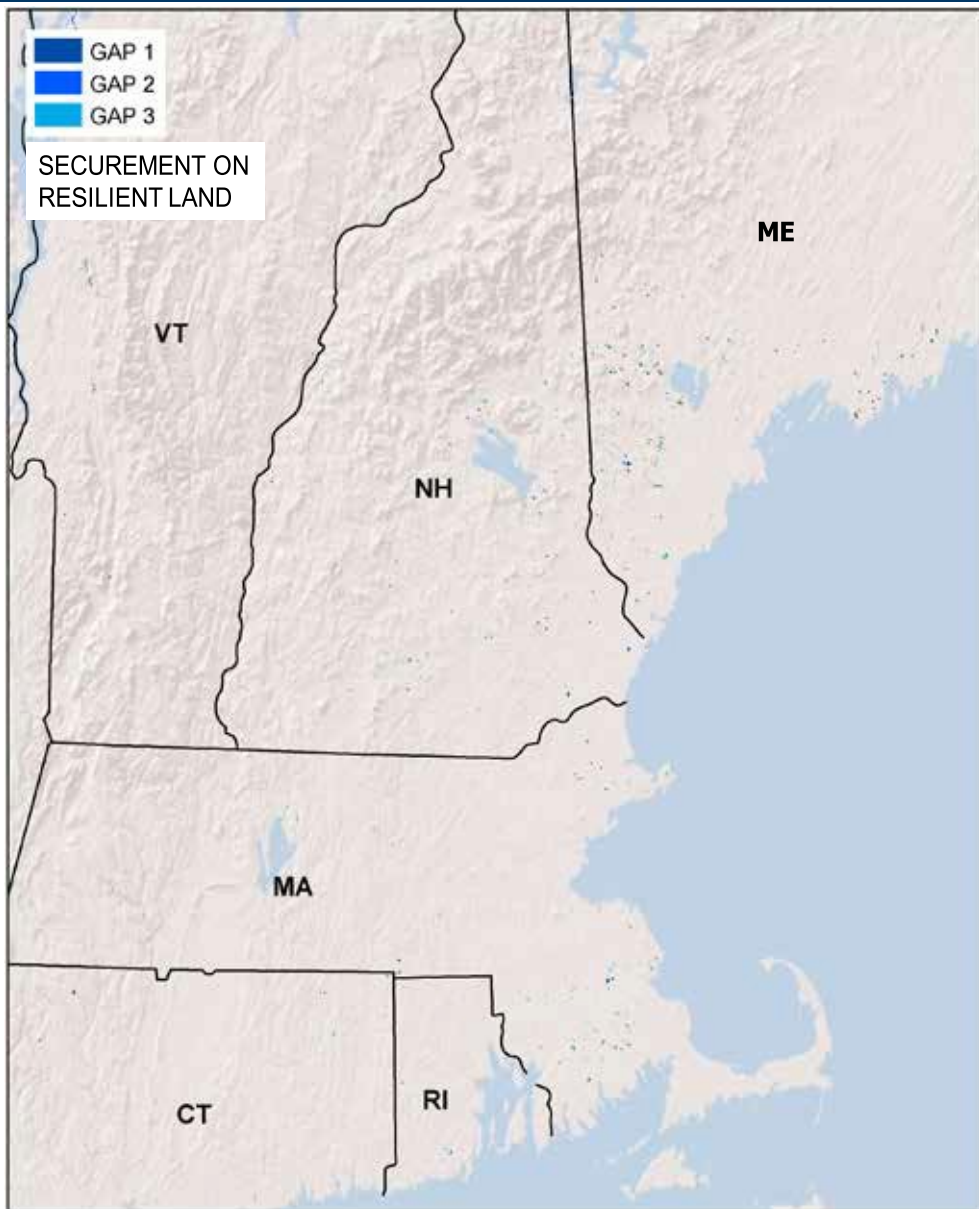 GAP 1
GAP 2
GAP 3
SECUREMENT ON
RESILIENT LAND
ME
VT
NH
MA
RI
CT